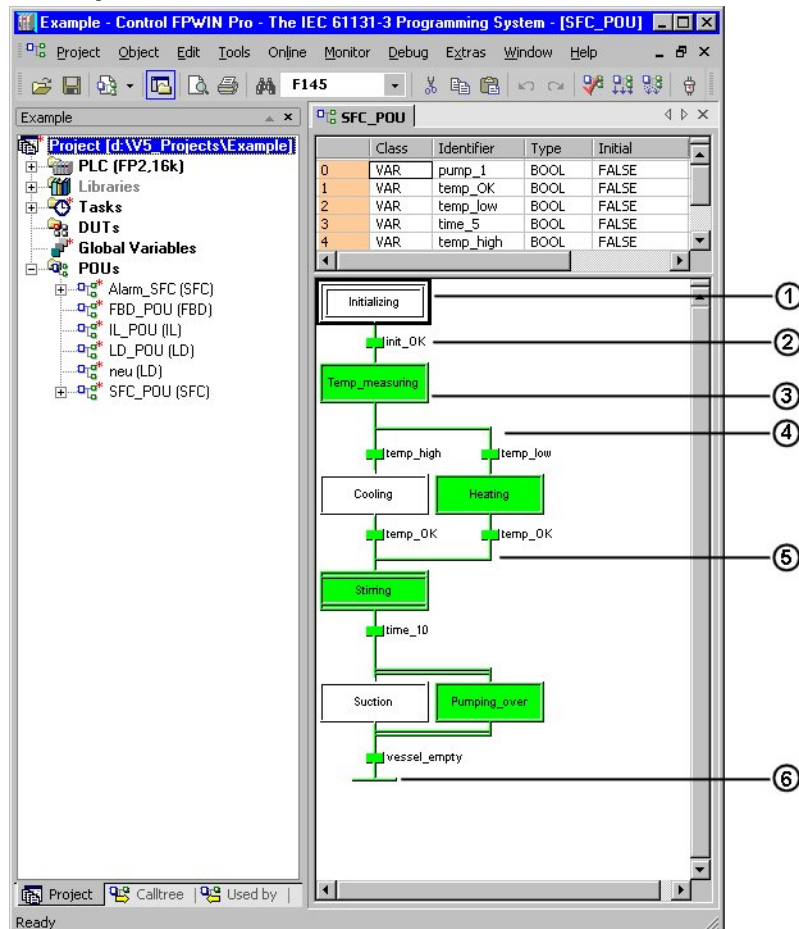 Example - Control FPWIN Pro - The IEC 61131-3 Programming System - [SFC_POU]
Project Object Edit Tools Online Monitor Debug Extras Window Help
F145
Example
Project [d:\V5_Projects\Example]
PLC (FP2,16k)
Libraries
Tasks
DUTs
Global Variables
POUs
Alarm_SFC (SFC)
FBD_POU (FBD)
IL_POU (IL)
LD_POU (LD)
neu (LD)
SFC_POU (SFC)
SFC_POU
Class Identifier Type Initial
0 VAR pump_1 BOOL FALSE
1 VAR temp_OK BOOL FALSE
2 VAR temp_low BOOL FALSE
3 VAR time_5 BOOL FALSE
4 VAR temp_high BOOL FALSE
Initializing
1
init_OK
2
Temp_measuring
3
4
temp_high temp_low
Cooling Heating
temp_OK temp_OK
5
Stirring
time_10
Suction Pumping_over
vessel_empty
6
Project Calltree Used by
Ready